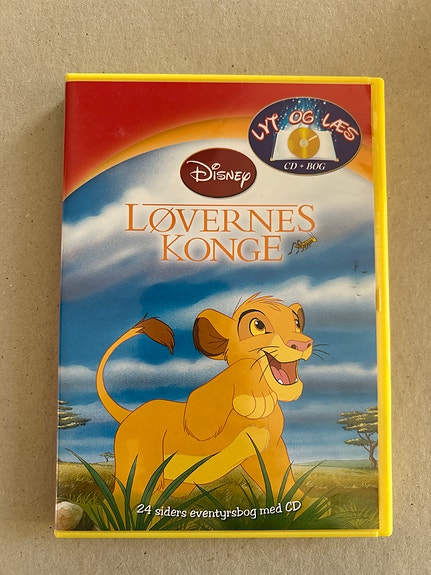 LYT OG LÆS
CD + BOG
Disney
LØVERNES
KONGE
24 siders eventyrsbog med CD